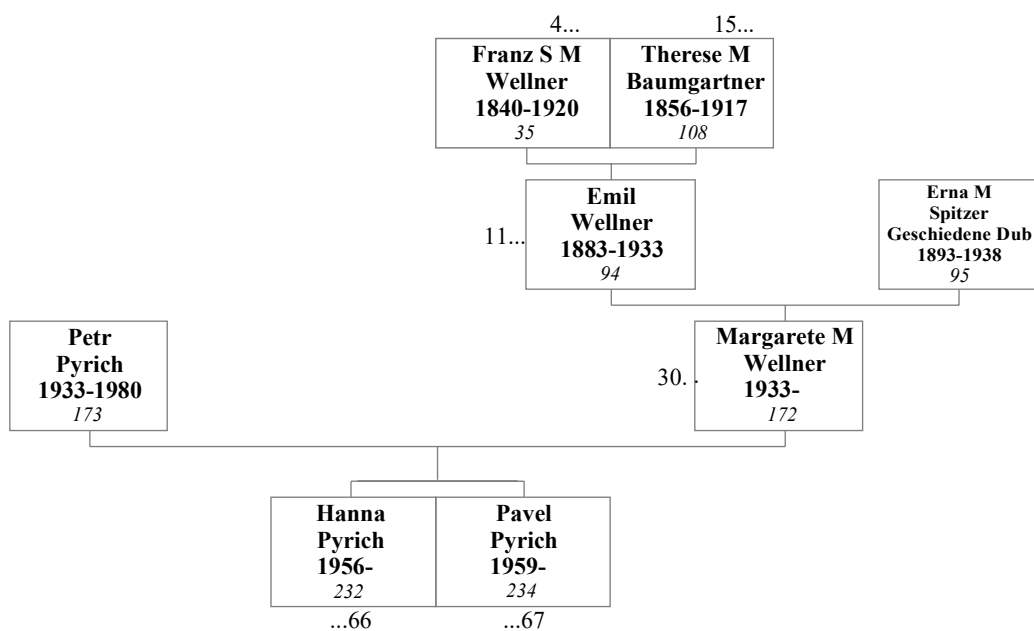 4...
15...
Franz S M
Wellner
1840-1920
35
Therese M
Baumgartner
1856-1917
108
11...
Emil
Wellner
1883-1933
94
Erna M
Spitzer
Geschiedene Dub
1893-1938
95
Petr
Pyrich
1933-1980
173
30. .
Margarete M
Wellner
1933-
172
Hanna
Pyrich
1956-
232
Pavel
Pyrich
1959-
234
...66
...67